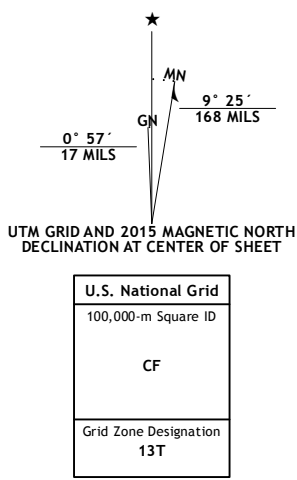 ★
MN
GN
9° 25´
168 MILS
0° 57´
17 MILS
UTM GRID AND 2015 MAGNETIC NORTH
DECLINATION AT CENTER OF SHEET
U.S. National Grid
100,000-m Square ID
CF
Grid Zone Designation
13T